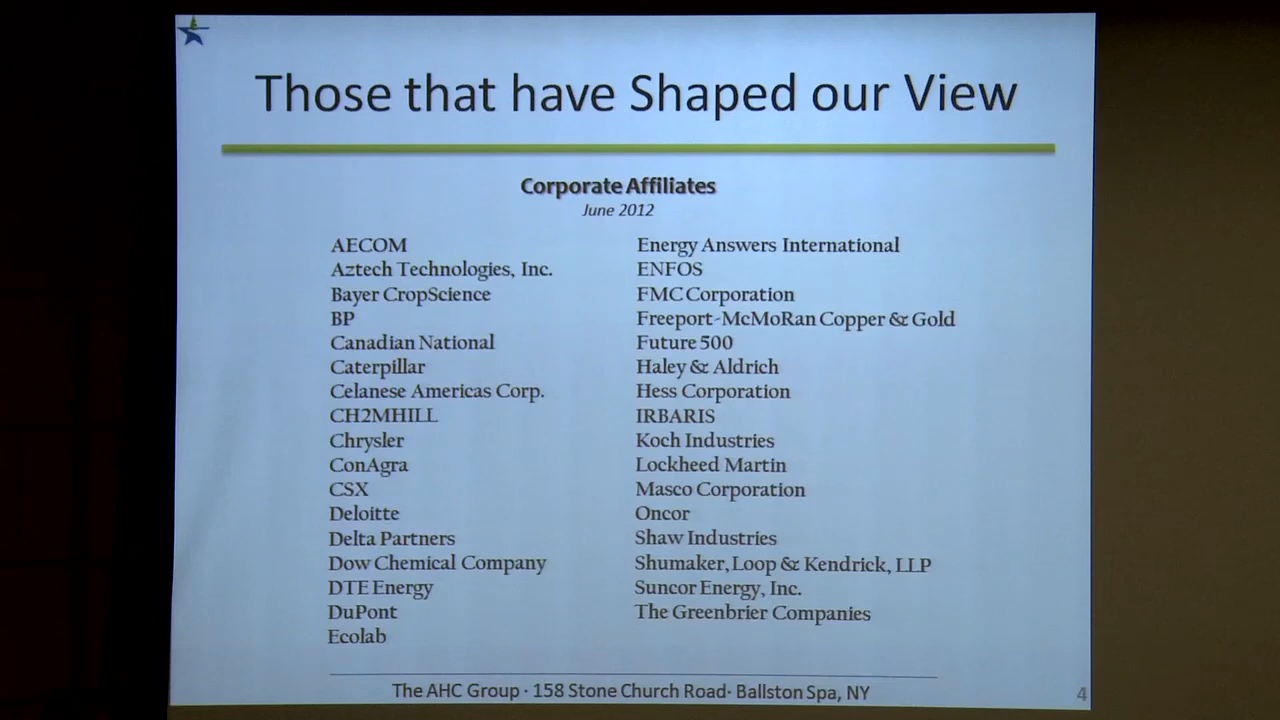 Those that have Shaped our View
Corporate Affiliates
June 2012
AECOM
Aztech Technologies, Inc.
Bayer CropScience
BP
Canadian National
Caterpillar
Celanese Americas Corp.
CH2MHILL
Chrysler
ConAgra
CSX
Deloitte
Delta Partners
Dow Chemical Company
DTE Energy
DuPont
Ecolab
Energy Answers International
ENFOS
FMC Corporation
Freeport-McMoRan Copper & Gold
Future 500
Haley & Aldrich
Hess Corporation
IRBARIS
Koch Industries
Lockheed Martin
Masco Corporation
Oncor
Shaw Industries
Shumaker, Loop & Kendrick, LLP
Suncor Energy, Inc.
The Greenbrier Companies
The AHC Group · 158 Stone Church Road· Ballston Spa, NY
4